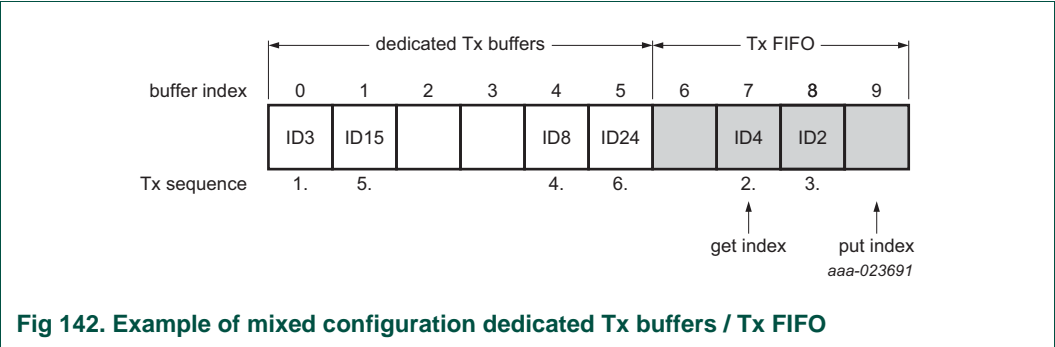 dedicated Tx buffers Tx FIFO
buffer index 0 1 2 3 4 5 6 7 8 9
ID3 ID15 ID8 ID24 ID4 ID2
Tx sequence 1. 5. 4. 6. 2. 3.
get index put index
aaa-023691
Fig 142. Example of mixed configuration dedicated Tx buffers / Tx FIFO